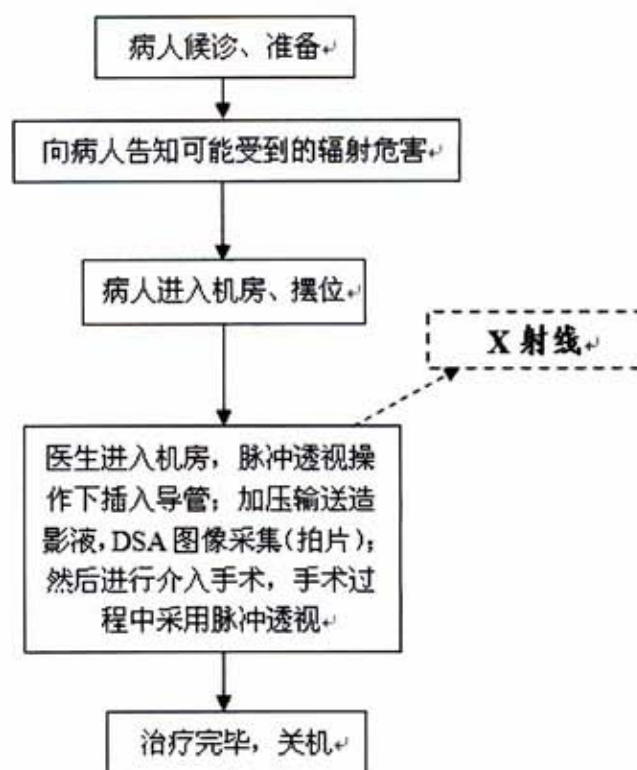 病人候诊、准备
向病人告知可能受到的辐射危害
病人进入机房、摆位
X 射线
医生进入机房，脉冲透视操
作下插入导管；加压输送造
影液，DSA 图像采集(拍片)；
然后进行介入手术，手术过
程中采用脉冲透视
治疗完毕，关机